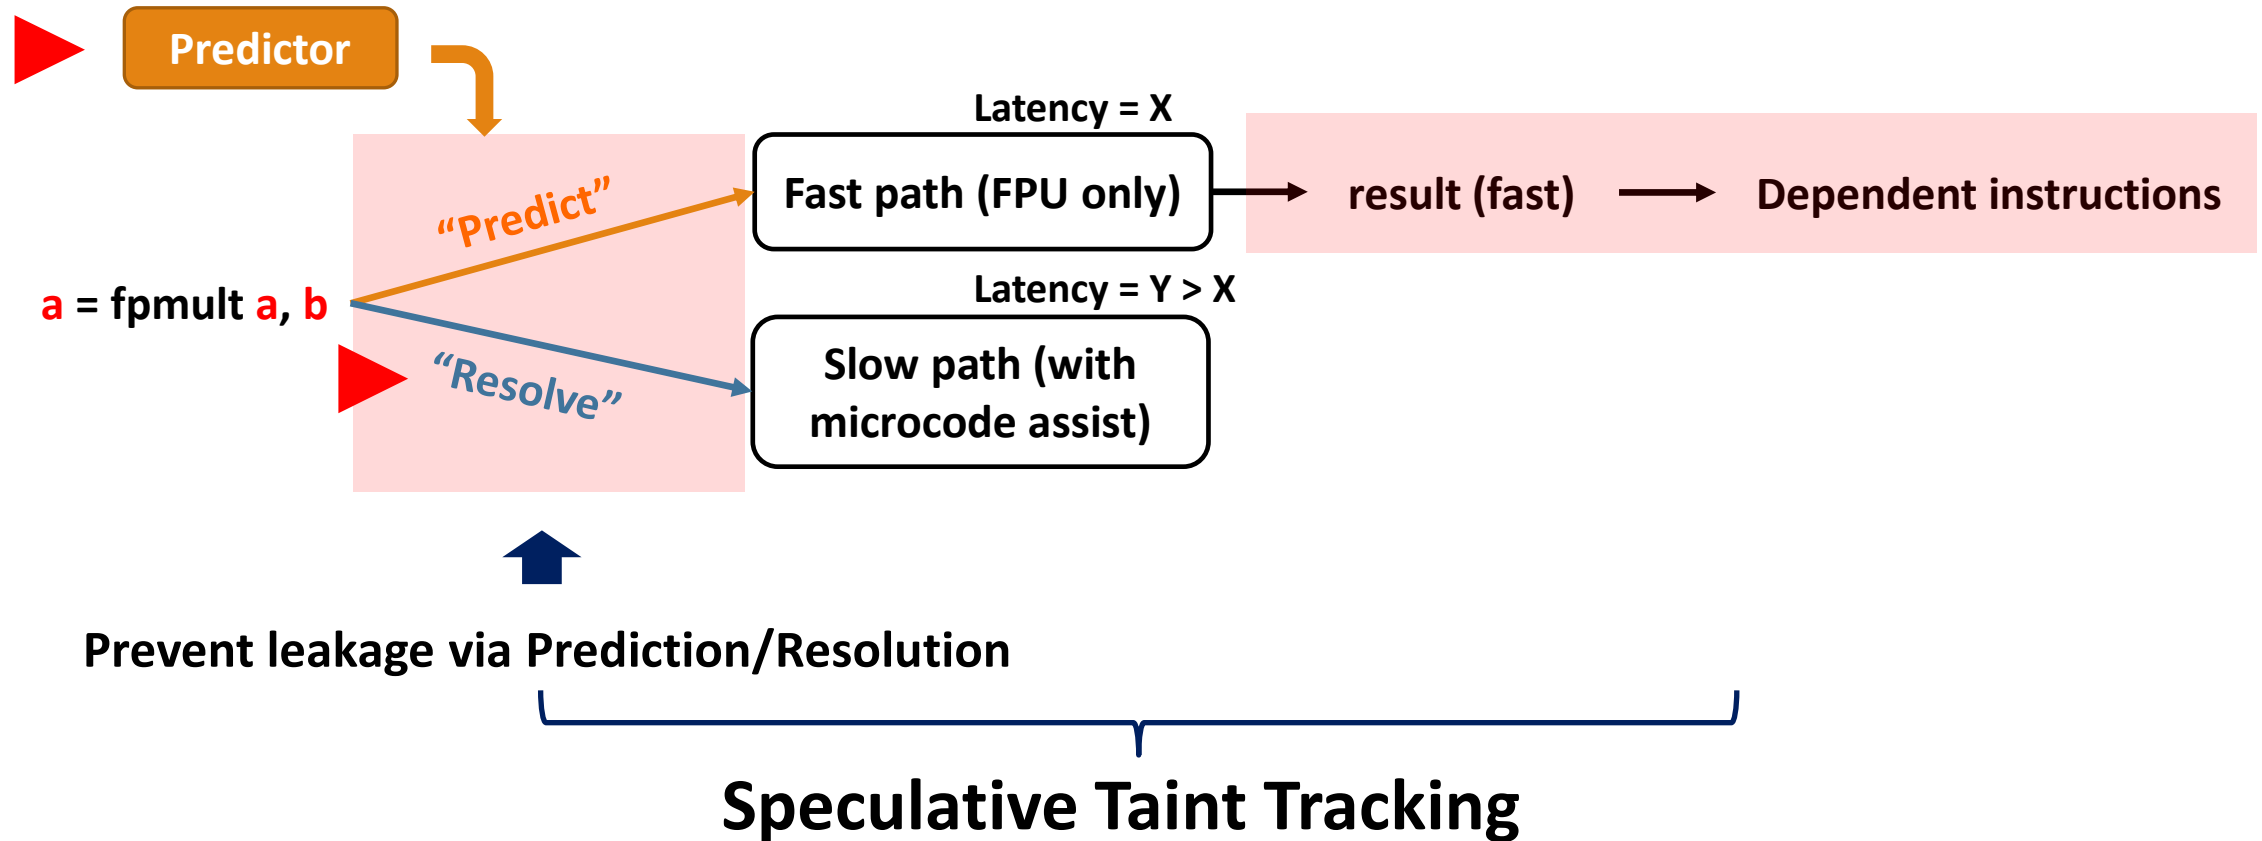 Predictor
Latency = X
“Predict”
Fast path (FPU only)
result (fast)
Dependent instructions
Latency = Y > X
a = fpmult a, b
“Resolve”
Slow path (with
microcode assist)
Prevent leakage via Prediction/Resolution
Speculative Taint Tracking